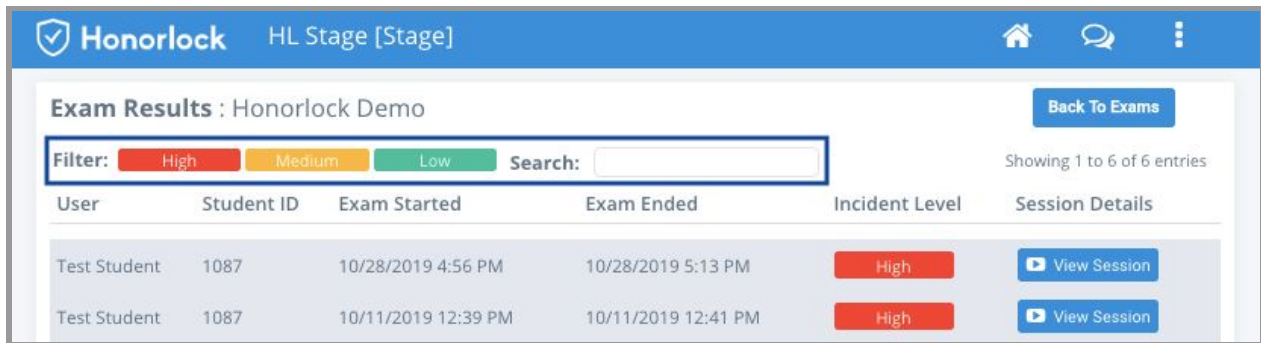 Honorlock HL Stage [Stage]
Exam Results : Honorlock Demo Back To Exams
Filter: High Medium Low Search: Showing 1 to 6 of 6 entries
User Student ID Exam Started Exam Ended Incident Level Session Details
Test Student 1087 10/28/2019 4:56 PM 10/28/2019 5:13 PM High View Session
Test Student 1087 10/11/2019 12:39 PM 10/11/2019 12:41 PM High View Session